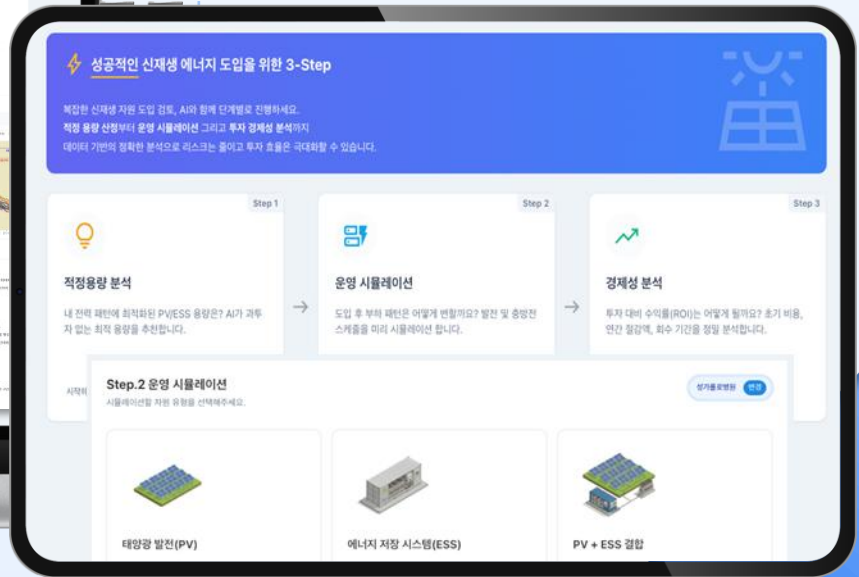 성공적인 신재생 에너지 도입을 위한 3-Step
복잡한 신재생 자원 도입 검토, AI와 함께 단계별로 진행하세요.
적정 용량 산정부터 운영 시뮬레이션 그리고 투자 경제성 분석까지
데이터 기반의 정확한 분석으로 리스크는 줄이고 투자 효율은 극대화할 수 있습니다.
Step 1
적정용량 분석
내 전력 패턴에 최적화된 PV/ESS 용량은? AI가 과투
자 없는 최적 용량을 추천합니다.
시작하
Step 2
운영 시뮬레이션
도입 후 부하 패턴은 어떻게 변할까요? 발전 및 충방전
스케줄을 미리 시뮬레이션 합니다.
Step 3
경제성 분석
투자 대비 수익률(ROI)는 어떻게 될까요? 초기 비용,
연간 절감액, 회수 기간을 정밀 분석합니다.
Step.2 운영 시뮬레이션
시뮬레이션할 자원 유형을 선택해주세요.
성가롤로병원
변경
태양광 발전(PV)
에너지 저장 시스템(ESS)
PV + ESS 결합